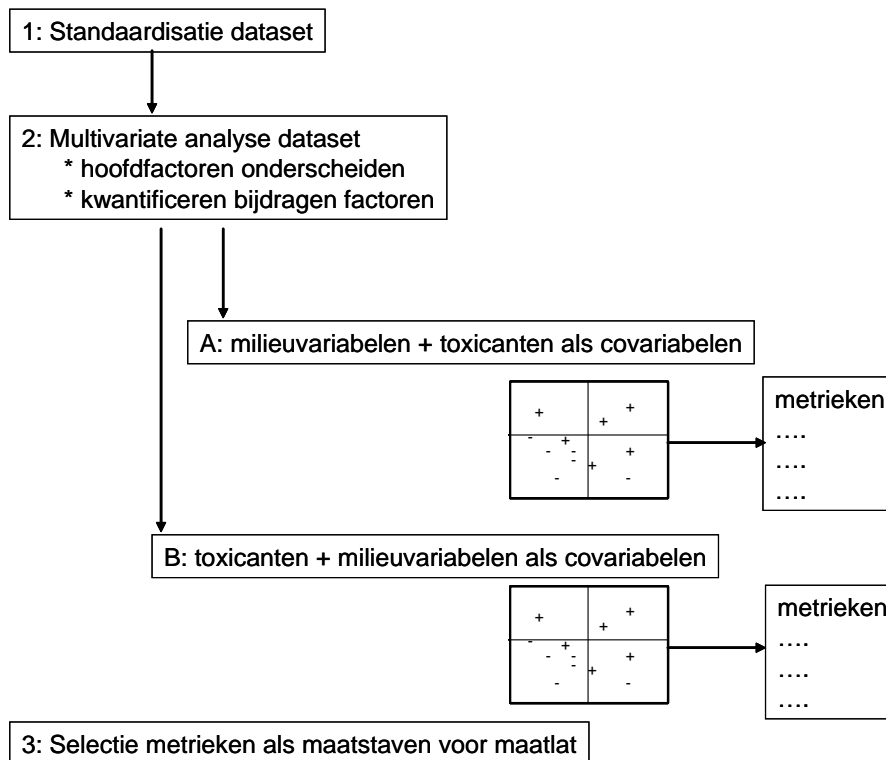 1: Standaardisatie dataset
2: Multivariate analyse dataset
* hoofdfactoren onderscheiden
* kwantificeren bijdragen factoren
A: milieuvariabelen + toxicanten als covariabelen
metrieken
....
....
....
B: toxicanten + milieuvariabelen als covariabelen
metrieken
....
....
....
3: Selectie metrieken als maatstaven voor maatlat